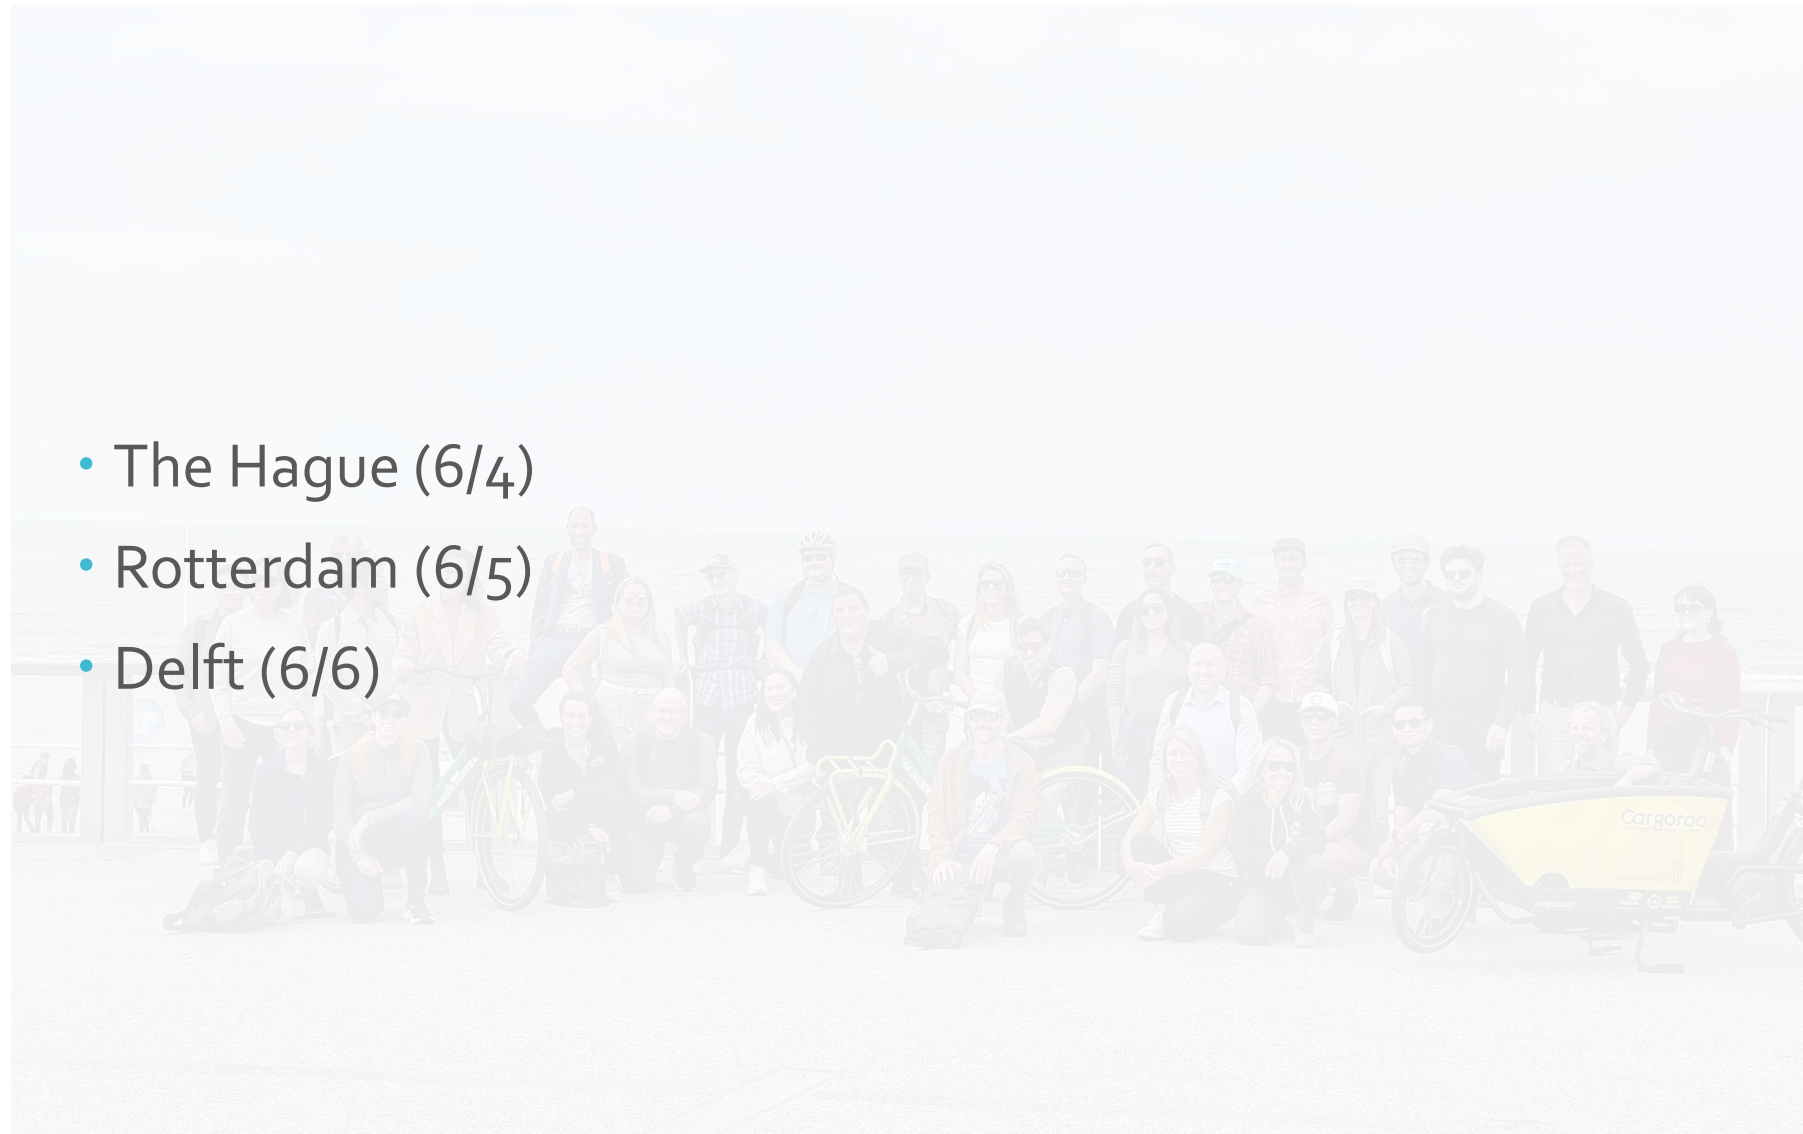 • The Hague (6/4)
• Rotterdam (6/5)
• Delft (6/6)
Cargoroo